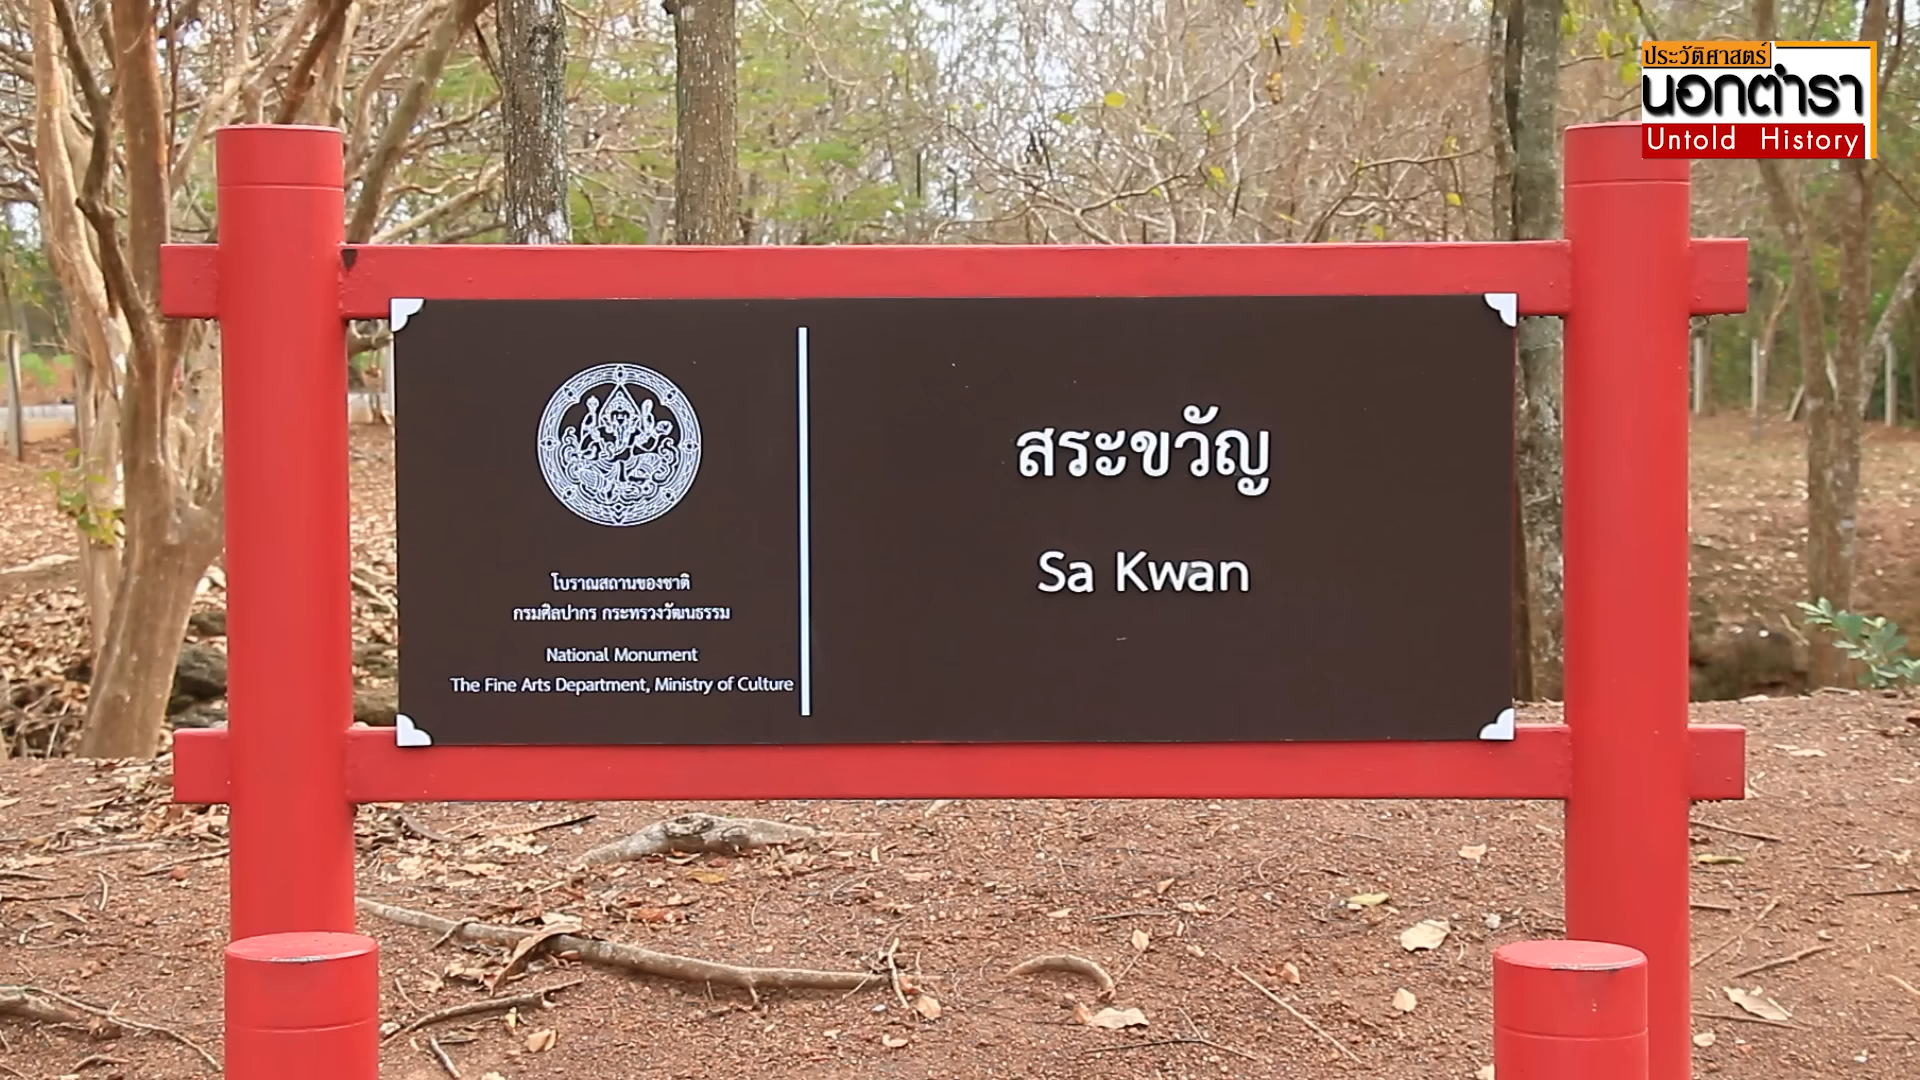 ประวัติศาสตร์
นอกตำรา
Untold History
สระขวัญ
Sa Kwan
โบราณสถานของชาติ
กรมศิลปากร กระทรวงวัฒนธรรม
National Monument
The Fine Arts Department, Ministry of Culture